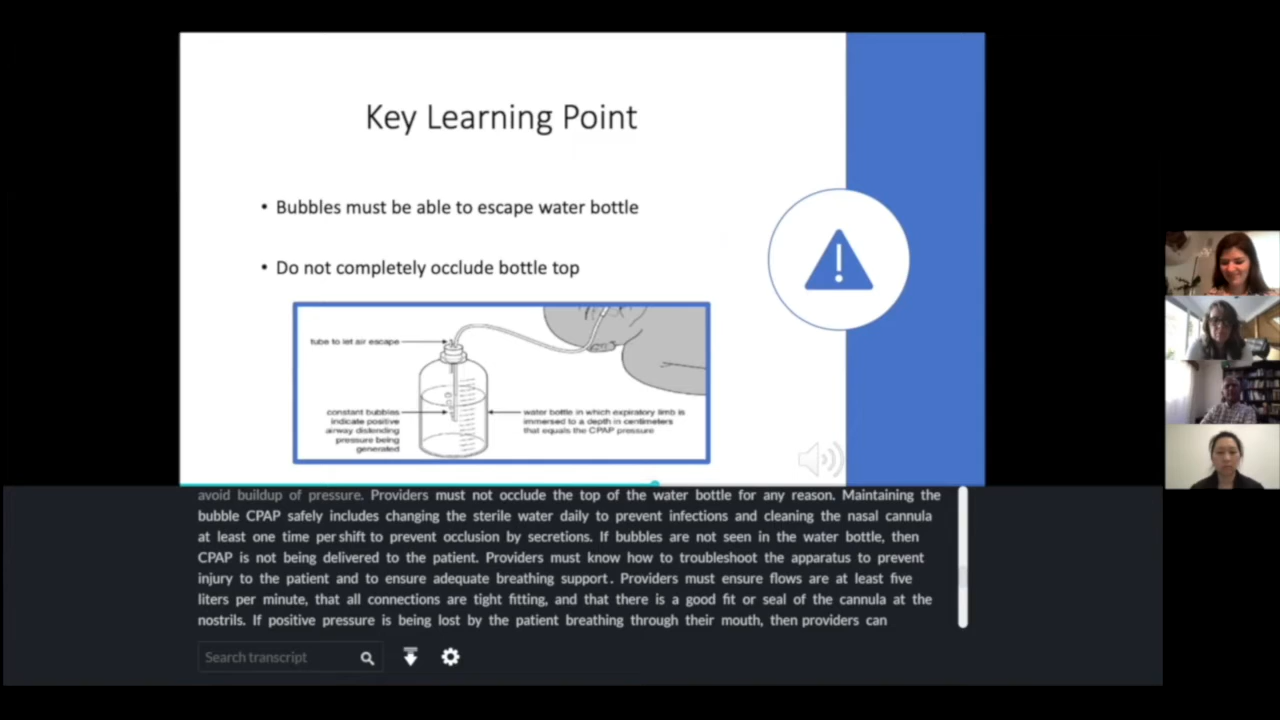 Key Learning Point
• Bubbles must be able to escape water bottle
• Do not completely occlude bottle top
tube to let air escape
constant bubbles
indicate positive
airway distending
pressure being
generated
water bottle in which expiratory limb is
immersed to a depth in centimeters
that equals the CPAP pressure
avoid buildup of pressure. Providers must not occlude the top of the water bottle for any reason. Maintaining the
bubble CPAP safely includes changing the sterile water daily to prevent infections and cleaning the nasal cannula
at least one time per shift to prevent occlusion by secretions. If bubbles are not seen in the water bottle, then
CPAP is not being delivered to the patient. Providers must know how to troubleshoot the apparatus to prevent
injury to the patient and to ensure adequate breathing support. Providers must ensure flows are at least five
liters per minute, that all connections are tight fitting, and that there is a good fit or seal of the cannula at the
nostrils. If positive pressure is being lost by the patient breathing through their mouth, then providers can
Search transcript